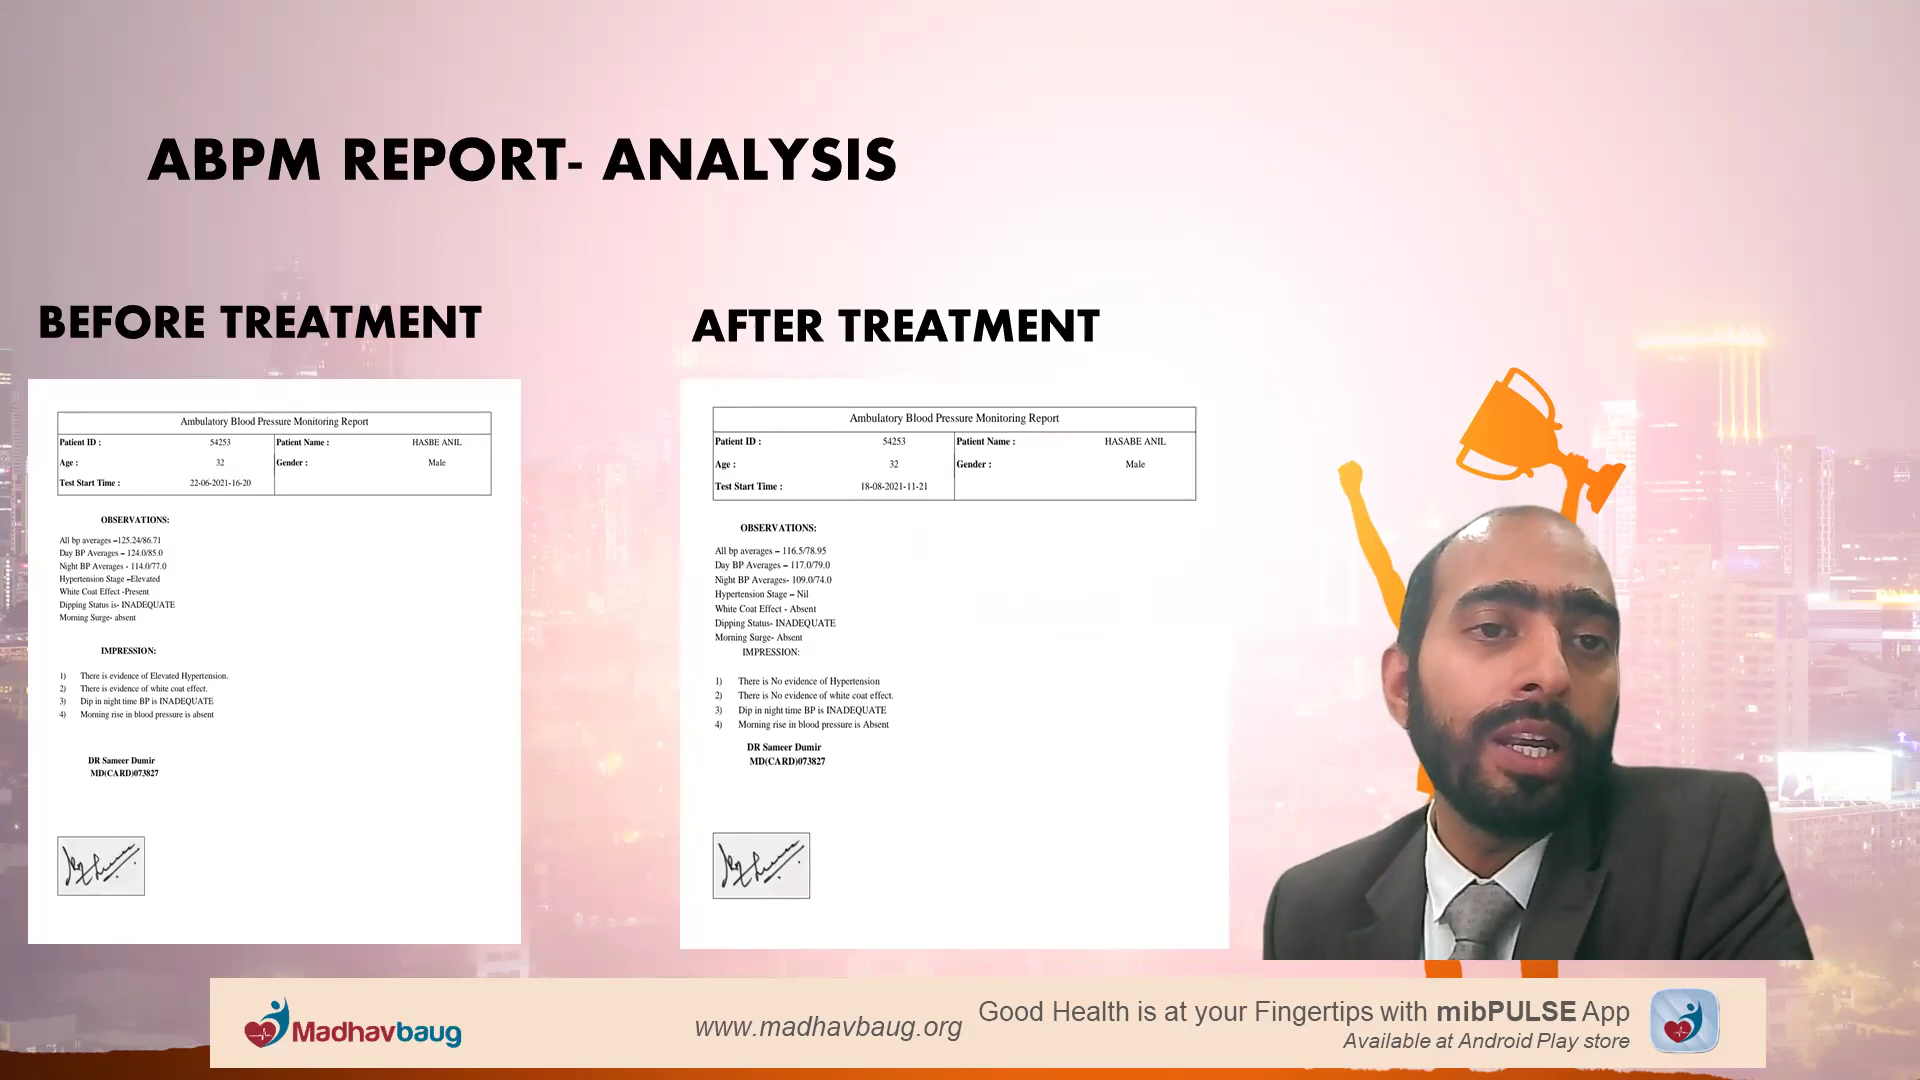 ABPM REPORT- ANALYSIS
BEFORE TREATMENT
Ambulatory Blood Pressure Monitoring Report
Patient ID : 54253 Patient Name : HASBE ANIL
Age : 32 Gender : Male
Test Start Time : 22-06-2021-16-20
OBSERVATIONS:
All bp averages –125.24/86.71
Day BP Averages – 124.0/85.0
Night BP Averages - 114.0/77.0
Hypertension Stage –Elevated
White Coat Effect -Present
Dipping Status is- INADEQUATE
Morning Surge- absent
IMPRESSION:
1) There is evidence of Elevated Hypertension.
2) There is evidence of white coat effect.
3) Dip in night time BP is INADEQUATE
4) Morning rise in blood pressure is absent
DR Sameer Dumir
MD(CARD)073827
AFTER TREATMENT
Ambulatory Blood Pressure Monitoring Report
Patient ID : 54253 Patient Name : HASABE ANIL
Age : 32 Gender : Male
Test Start Time : 18-08-2021-11-21
OBSERVATIONS:
All bp averages – 116.5/78.95
Day BP Averages – 117.0/79.0
Night BP Averages- 109.0/74.0
Hypertension Stage – Nil
White Coat Effect - Absent
Dipping Status- INADEQUATE
Morning Surge- Absent
IMPRESSION:
1) There is No evidence of Hypertension
2) There is No evidence of white coat effect.
3) Dip in night time BP is INADEQUATE
4) Morning rise in blood pressure is Absent
DR Sameer Dumir
MD(CARD)073827
Madhavbaug
www.madhavbaug.org
Good Health is at your Fingertips with mibPULSE App
Available at Android Play store